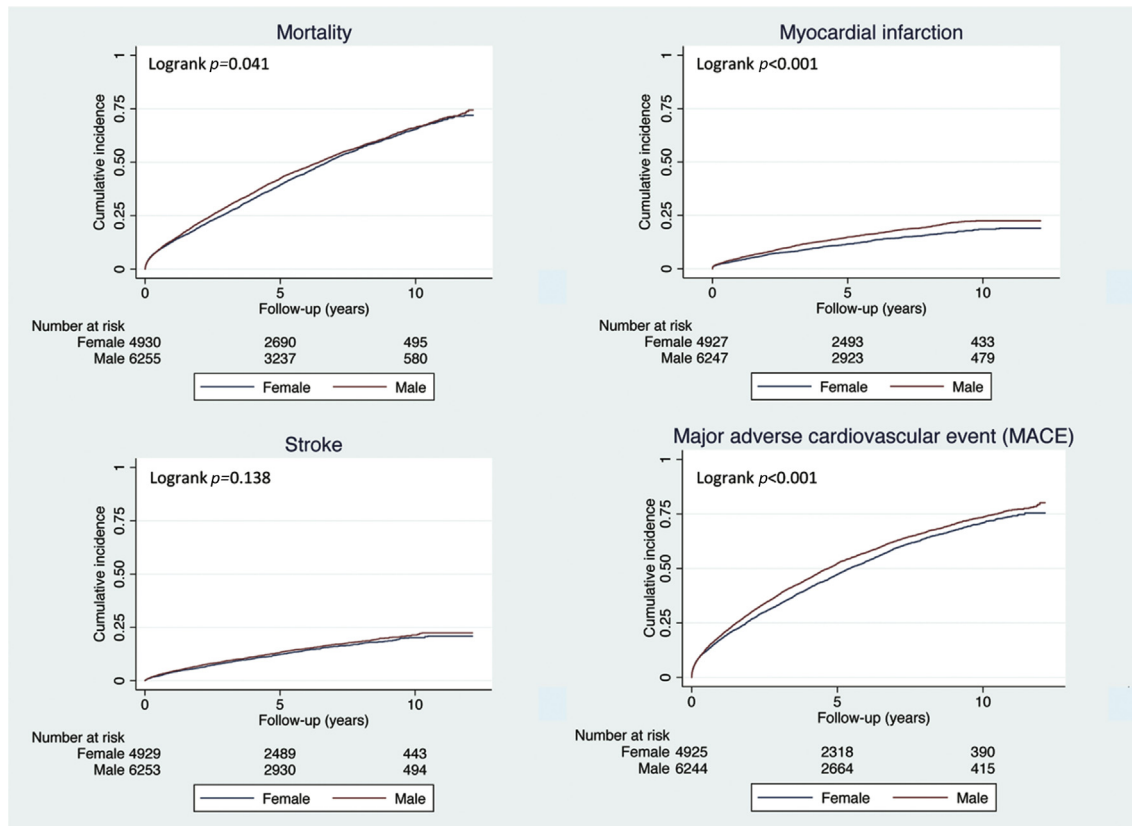 Mortality
Logrank p=0.041
Cumulative incidence
1
0.75
0.50
0.25
0
0 5 10
Follow-up (years)
Number at risk
Female 4930 2690 495
Male 6255 3237 580
Female Male
Myocardial infarction
Logrank p<0.001
Cumulative incidence
1
0.75
0.50
0.25
0
0 5 10
Follow-up (years)
Number at risk
Female 4927 2493 433
Male 6247 2923 479
Female Male
Stroke
Logrank p=0.138
Cumulative incidence
1
0.75
0.50
0.25
0
0 5 10
Follow-up (years)
Number at risk
Female 4929 2489 443
Male 6253 2930 494
Female Male
Major adverse cardiovascular event (MACE)
Logrank p<0.001
Cumulative incidence
1
0.75
0.50
0.25
0
0 5 10
Follow-up (years)
Number at risk
Female 4925 2318 390
Male 6244 2664 415
Female Male